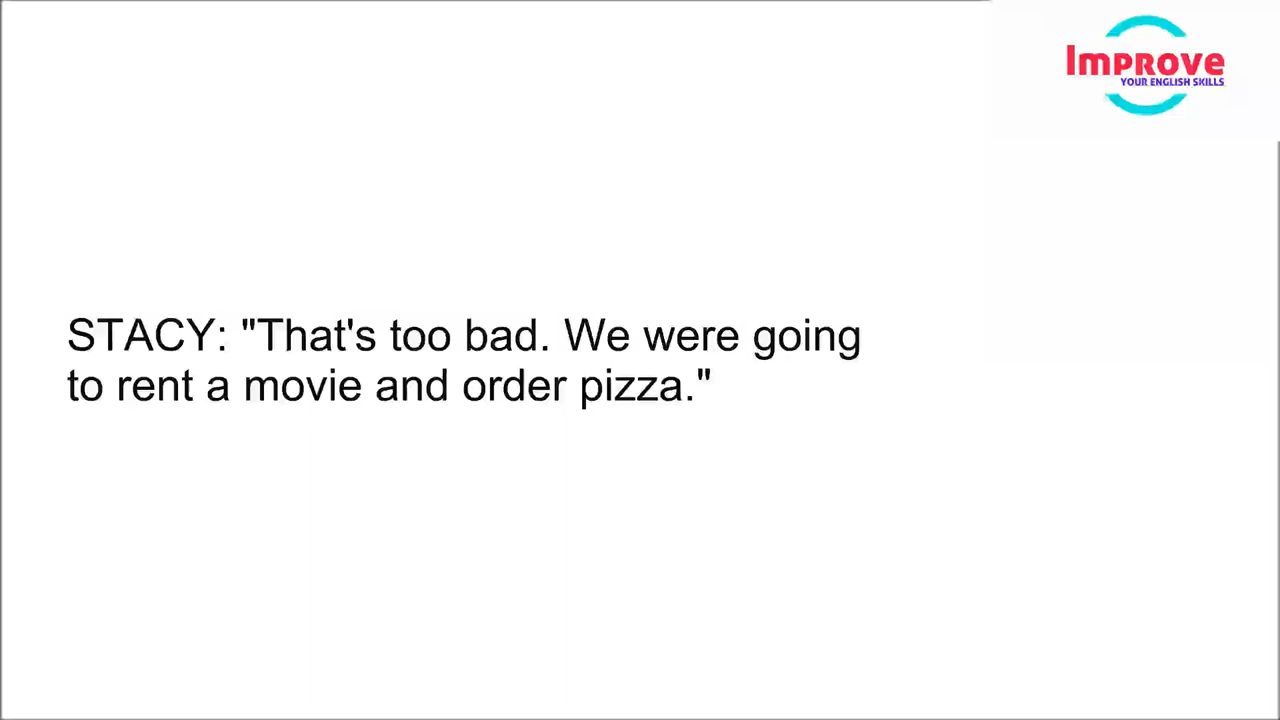 Improve
YOUR ENGLISH SKILLS
STACY: "That's too bad. We were going
to rent a movie and order pizza."